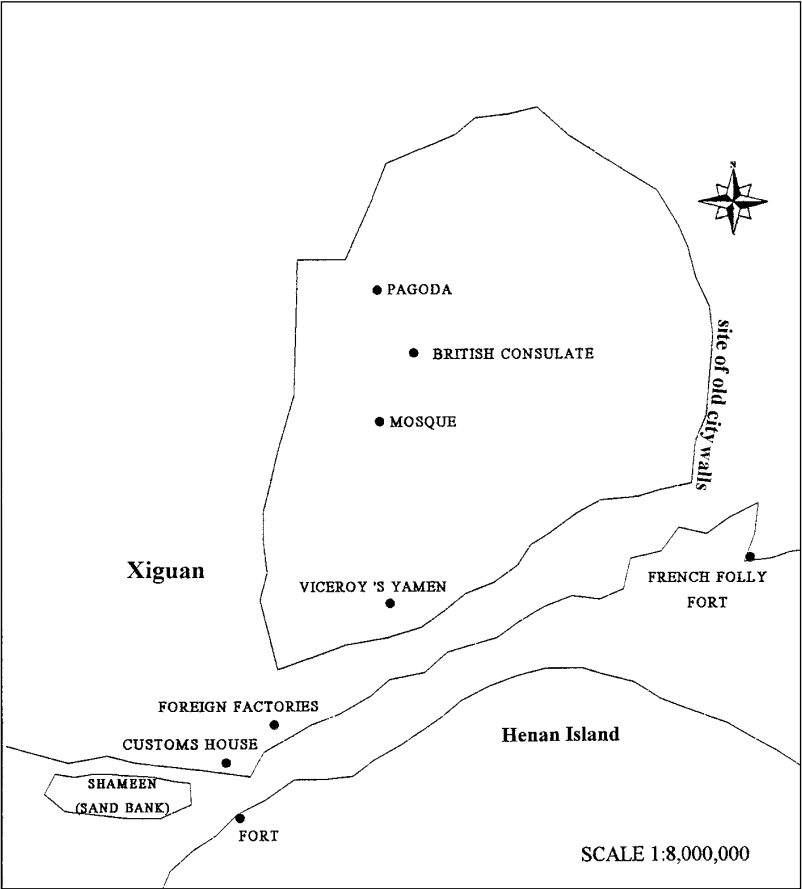 N
PAGODA
BRITISH CONSULATE
site of old city walls
MOSQUE
Xiguan
VICEROY 'S YAMEN
FRENCH FOLLY
FORT
FOREIGN FACTORIES
Henan Island
CUSTOMS HOUSE
SHAMEEN
(SAND BANK)
FORT
SCALE 1:8,000,000